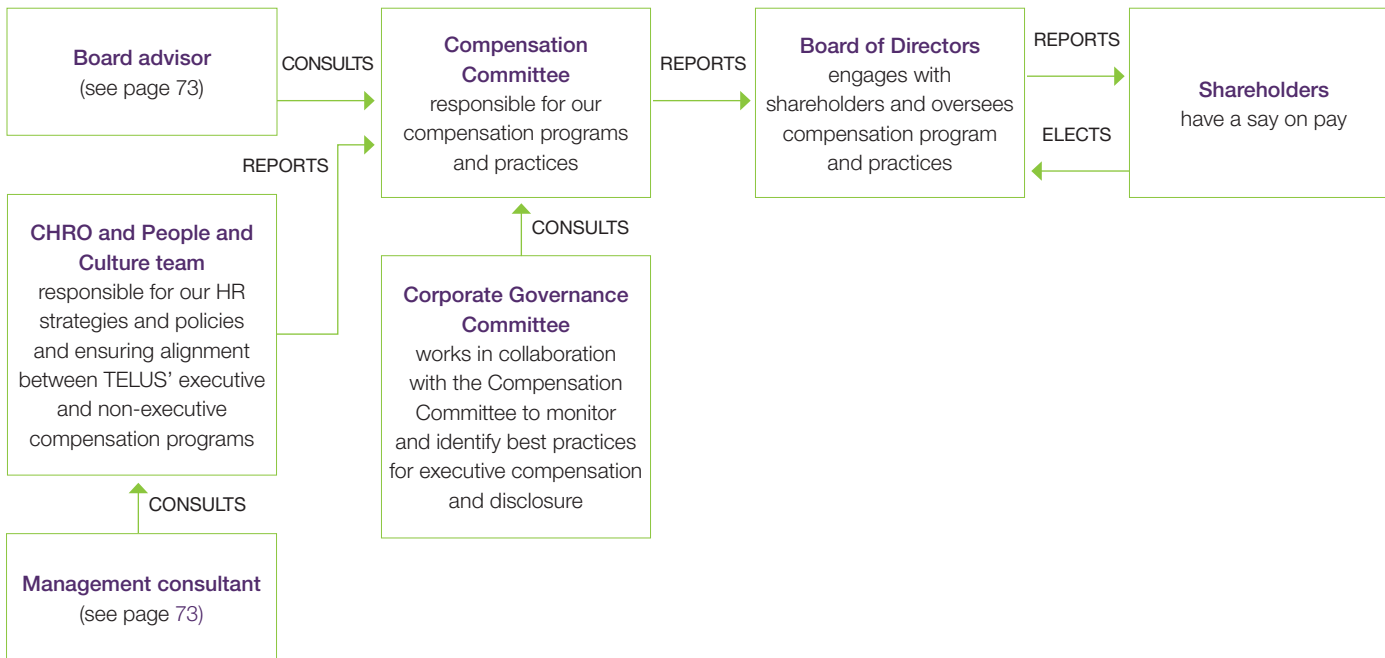 Board advisor
(see page 73)
CONSULTS
Compensation
Committee
responsible for our
compensation programs
and practices
REPORTS
Board of Directors
engages with
shareholders and oversees
compensation program
and practices
REPORTS
ELECTS
Shareholders
have a say on pay
REPORTS
CHRO and People and
Culture team
responsible for our HR
strategies and policies
and ensuring alignment
between TELUS’ executive
and non-executive
compensation programs
CONSULTS
Corporate Governance
Committee
works in collaboration
with the Compensation
Committee to monitor
and identify best practices
for executive compensation
and disclosure
CONSULTS
Management consultant
(see page 73)